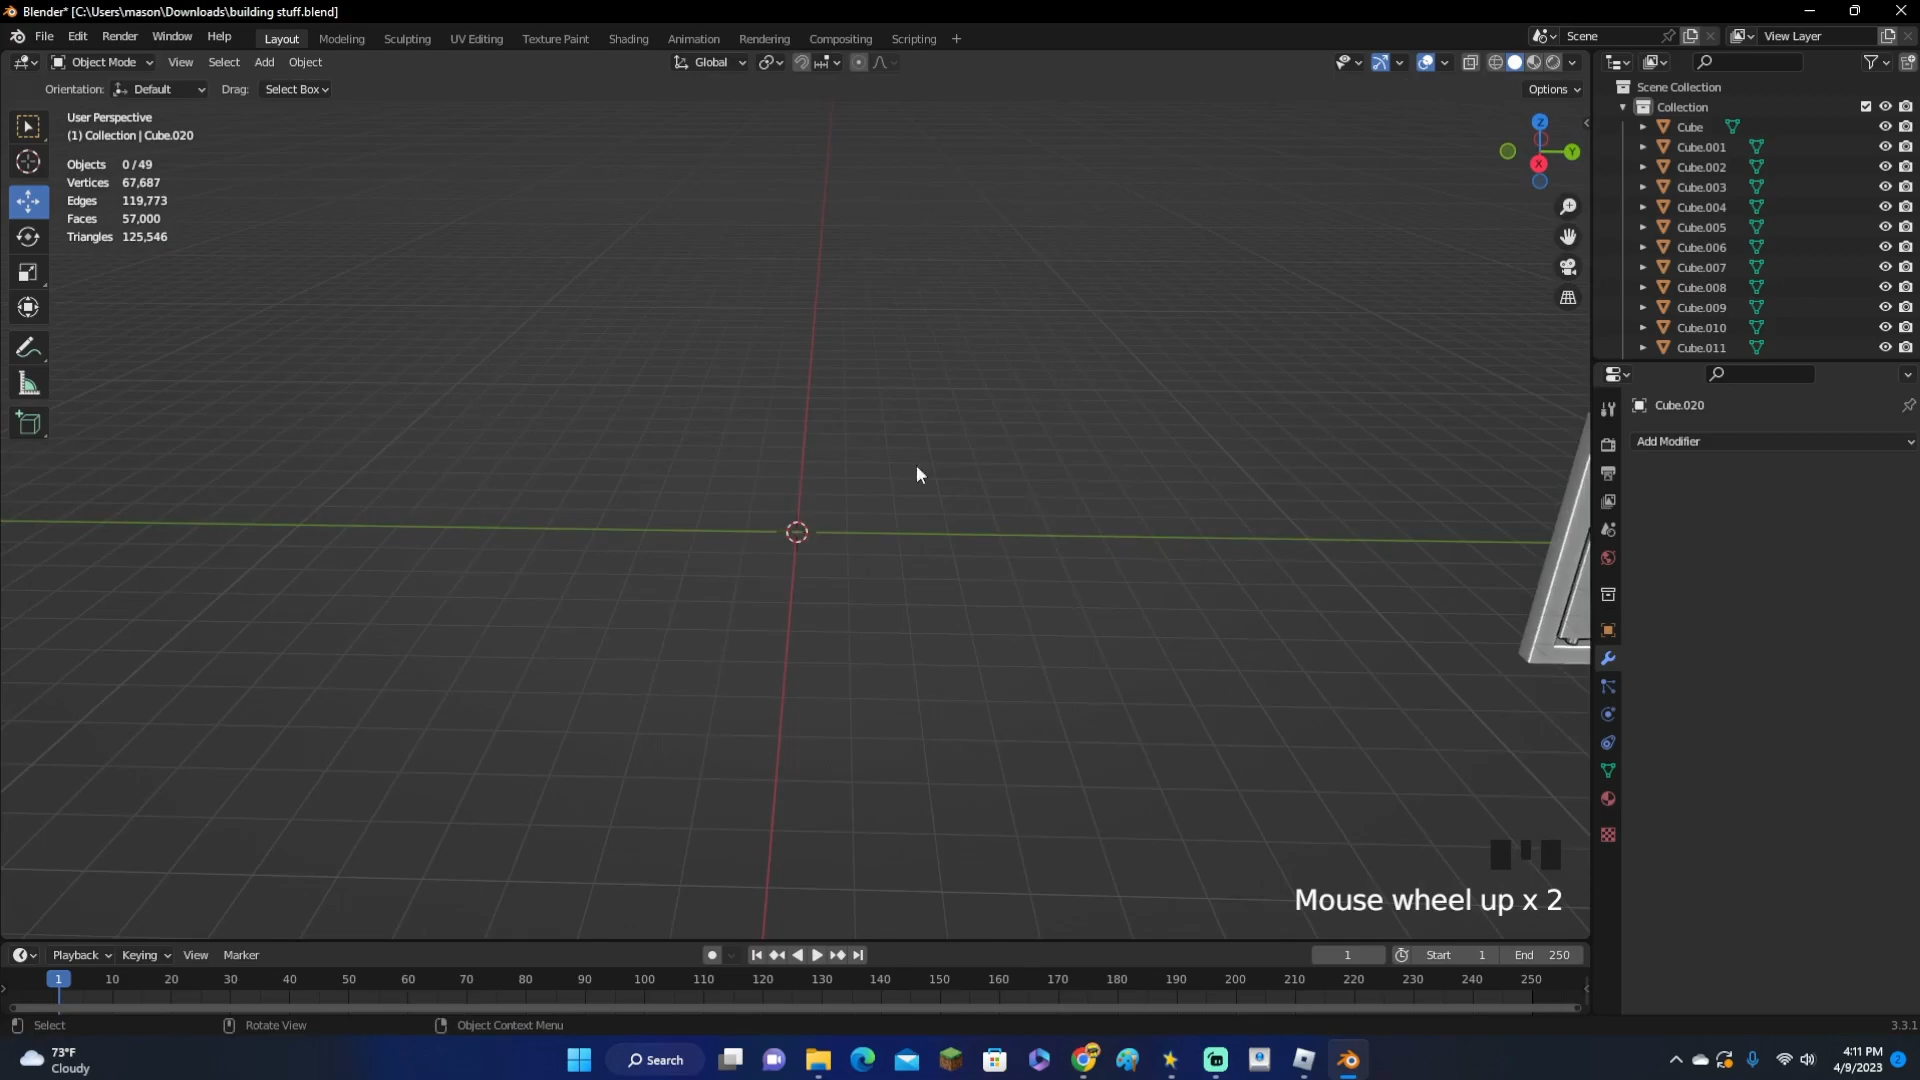 Blender* [C:\Users\mason\Downloads\building stuff.blend]
File Edit Render Window Help Layout Modeling Sculpting UV Editing Texture Paint Shading Animation Rendering Compositing Scripting + Scene View Layer
Object Mode View Select Add Object Global
Orientation: Default Drag: Select Box Options
User Perspective
(1) Collection | Cube.020
Objects 0/49
Vertices 67,687
Edges 119,773
Faces 57,000
Triangles 125,546
Z
Y
X
Scene Collection
Collection
Cube
Cube.001
Cube.002
Cube.003
Cube.004
Cube.005
Cube.006
Cube.007
Cube.008
Cube.009
Cube.010
Cube.011
Cube.020
Add Modifier
Mouse wheel up x 2
Playback Keying View Marker 1 Start 1 End 250
1 10 20 30 40 50 60 70 80 90 100 110 120 130 140 150 160 170 180 190 200 210 220 230 240 250
Select Rotate View Object Context Menu 3.3.1
73°F
Cloudy
Search
4:11 PM
4/9/2023
2